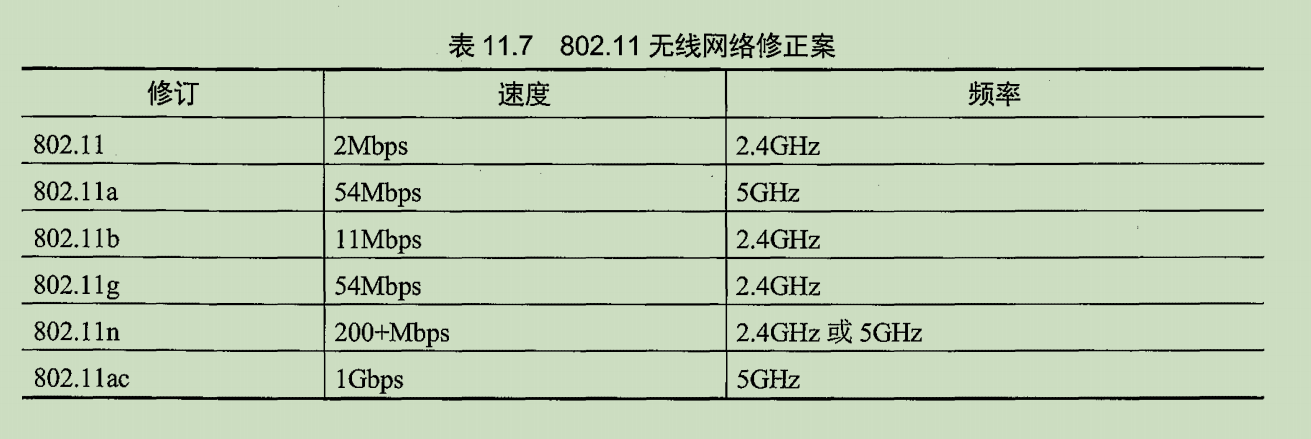 表 11.7 802.11 无线网络修正案
修订 速度 频率
802.11 2Mbps 2.4GHz
802.11a 54Mbps 5GHz
802.11b 11Mbps 2.4GHz
802.11g 54Mbps 2.4GHz
802.11n 200+Mbps 2.4GHz 或 5GHz
802.11ac 1Gbps 5GHz